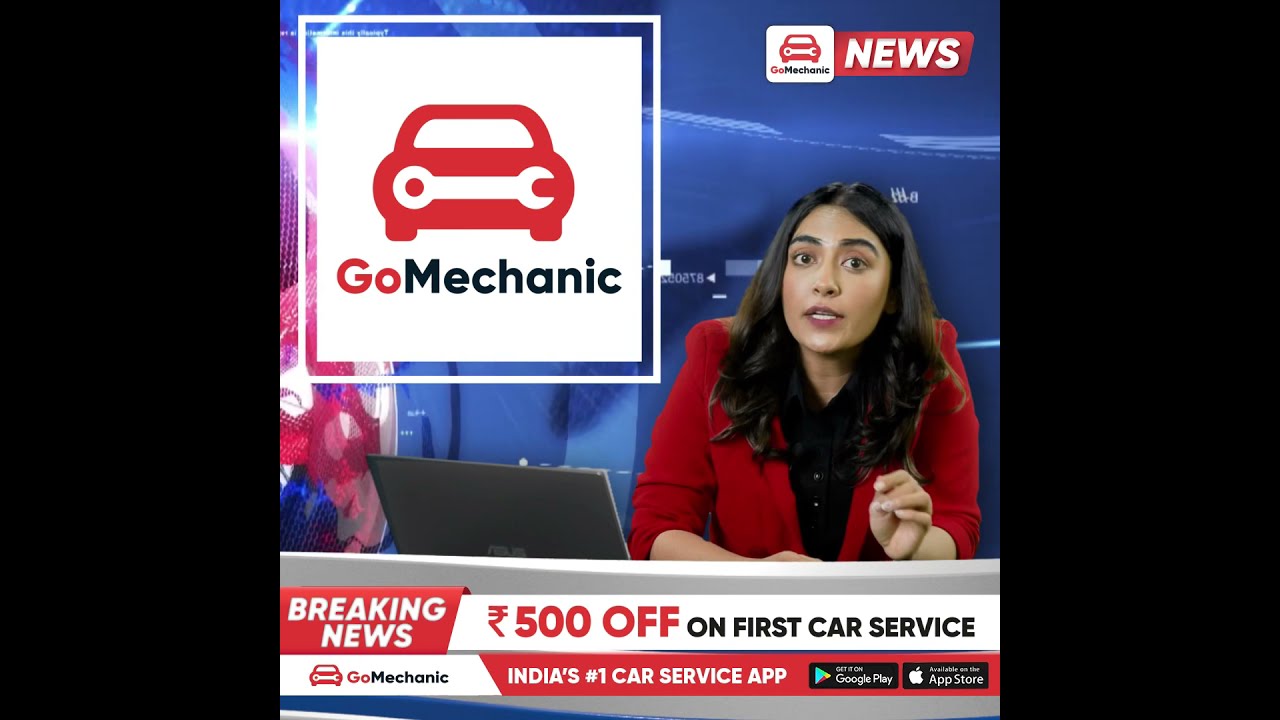 GoMechanic
NEWS
GoMechanic
BREAKING
NEWS
₹500 OFF ON FIRST CAR SERVICE
GoMechanic
INDIA'S #1 CAR SERVICE APP
GET IT ON
Google Play
Available on the
App Store